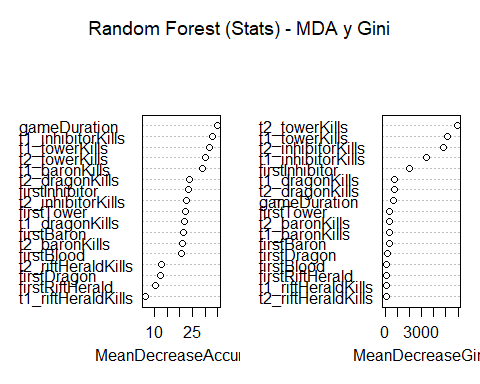 Random Forest (Stats) - MDA y Gini
gameDuration
t1_inhibitorKills
t1_towerKills
t2_towerKills
t1_baronKills
t2_dragonKills
firstInhibitor
t2_inhibitorKills
firstTower
t1_dragonKills
firstBaron
t2_baronKills
firstBlood
t2_riftHeraldKills
firstDragon
firstRiftHerald
t1_riftHeraldKills
10 25
MeanDecreaseAccur
t2_towerKills
t1_towerKills
t2_inhibitorKills
t1_inhibitorKills
firstInhibitor
t1_dragonKills
t2_dragonKills
gameDuration
firstTower
t2_baronKills
t1_baronKills
firstBaron
firstDragon
firstBlood
firstRiftHerald
t1_riftHeraldKills
t2_riftHeraldKills
0 3000
MeanDecreaseGini